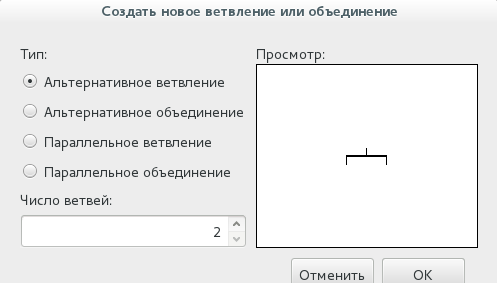 Создать новое ветвление или объединение
Тип:
Альтернативное ветвление
Альтернативное объединение
Параллельное ветвление
Параллельное объединение
Число ветвей:
2
Просмотр:
Отменить
OK